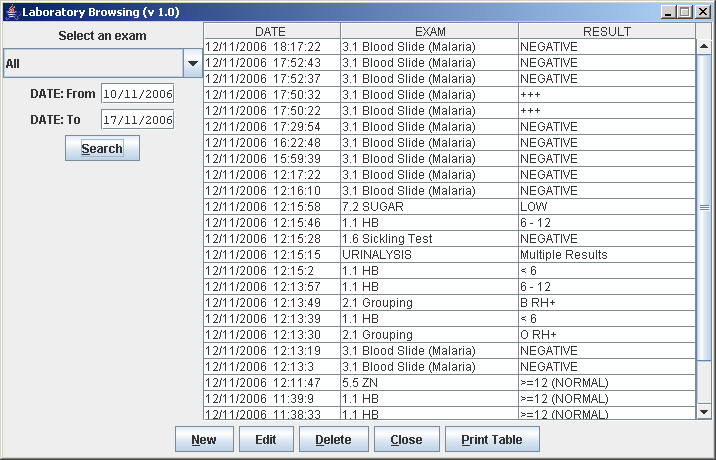 Laboratory Browsing (v 1.0)
Select an exam
All
DATE: From 10/11/2006
DATE: To 17/11/2006
Search
DATE EXAM RESULT
12/11/2006 18:17:22 3.1 Blood Slide (Malaria) NEGATIVE
12/11/2006 17:52:43 3.1 Blood Slide (Malaria) NEGATIVE
12/11/2006 17:52:37 3.1 Blood Slide (Malaria) NEGATIVE
12/11/2006 17:50:32 3.1 Blood Slide (Malaria) +++
12/11/2006 17:50:22 3.1 Blood Slide (Malaria) +++
12/11/2006 17:29:54 3.1 Blood Slide (Malaria) NEGATIVE
12/11/2006 16:22:48 3.1 Blood Slide (Malaria) NEGATIVE
12/11/2006 15:59:39 3.1 Blood Slide (Malaria) NEGATIVE
12/11/2006 12:17:22 3.1 Blood Slide (Malaria) NEGATIVE
12/11/2006 12:16:10 3.1 Blood Slide (Malaria) NEGATIVE
12/11/2006 12:15:58 7.2 SUGAR LOW
12/11/2006 12:15:46 1.1 HB 6 - 12
12/11/2006 12:15:28 1.6 Sickling Test NEGATIVE
12/11/2006 12:15:15 URINALYSIS Multiple Results
12/11/2006 12:15:2 1.1 HB < 6
12/11/2006 12:13:57 1.1 HB 6 - 12
12/11/2006 12:13:49 2.1 Grouping B RH+
12/11/2006 12:13:39 1.1 HB < 6
12/11/2006 12:13:30 2.1 Grouping O RH+
12/11/2006 12:13:19 3.1 Blood Slide (Malaria) NEGATIVE
12/11/2006 12:13:3 3.1 Blood Slide (Malaria) NEGATIVE
12/11/2006 12:11:47 5.5 ZN >=12 (NORMAL)
12/11/2006 11:39:9 1.1 HB >=12 (NORMAL)
12/11/2006 11:38:33 1.1 HB >=12 (NORMAL)
New Edit Delete Close Print Table